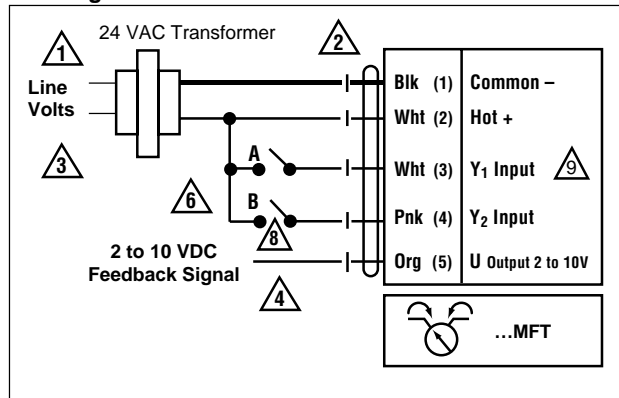 24 VAC Transformer
1
2
Line
Volts
3
Blk (1) Common –
Wht (2) Hot +
A
Wht (3) Y1 Input 9
6
B
8
Pnk (4) Y2 Input
2 to 10 VDC
Feedback Signal
4
Org (5) U Output 2 to 10V
...MFT